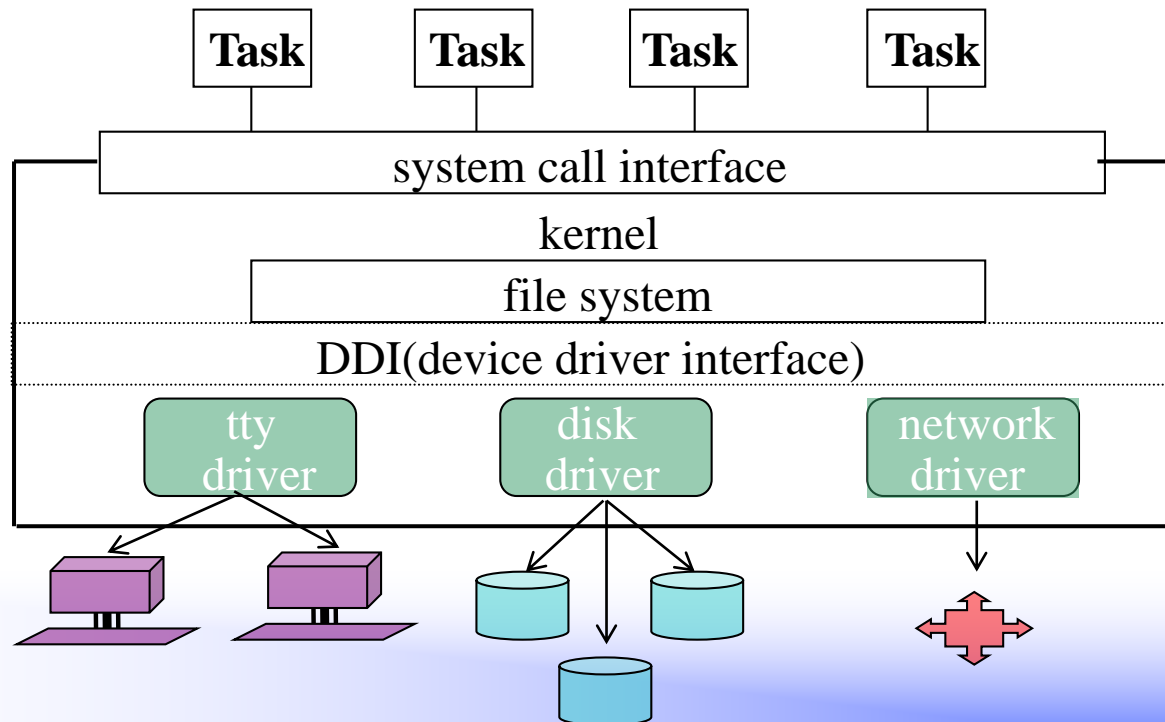 Task Task Task Task
system call interface
kernel
file system
DDI(device driver interface)
tty disk network
driver driver driver